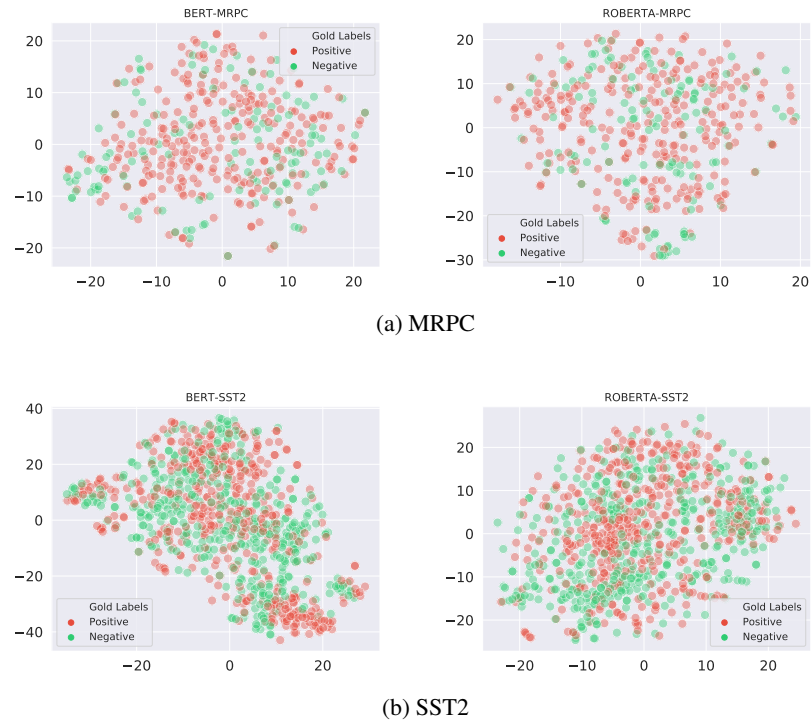 BERT-MRPC
Gold Labels
Positive
Negative
20
10
0
−10
−20
−20 −10 0 10 20
ROBERTA-MRPC
20
10
0
−10
−20
−30
Gold Labels
Positive
Negative
−10 0 10 20
(a) MRPC
BERT-SST2
40
20
0
−20
−40
Gold Labels
Positive
Negative
−20 0 20
ROBERTA-SST2
20
10
0
−10
−20
Gold Labels
Positive
Negative
−20 −10 0 10 20
(b) SST2